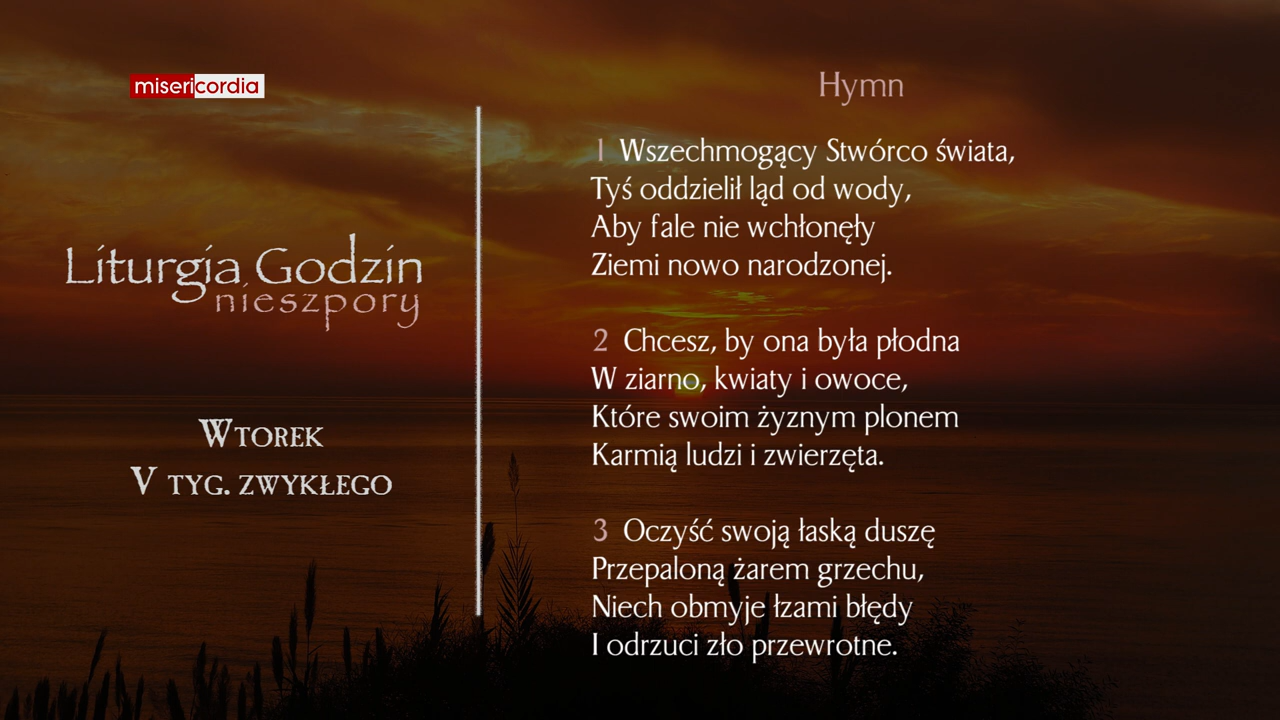 misericordia
Liturgia Godzin
nieszpory
Wtorek
V tyg. zwykłego
Hymn
1 Wszechmogący Stwórco świata,
Tyś oddzielił ląd od wody,
Aby fale nie wchłonęły
Ziemi nowo narodzonej.
2 Chcesz, by ona była płodna
W ziarno, kwiaty i owoce,
Które swoim żyznym plonem
Karmią ludzi i zwierzęta.
3 Oczyść swoją łaską duszę
Przepaloną żarem grzechu,
Niech obmyje łzami błędy
I odrzuci zło przewrotne.